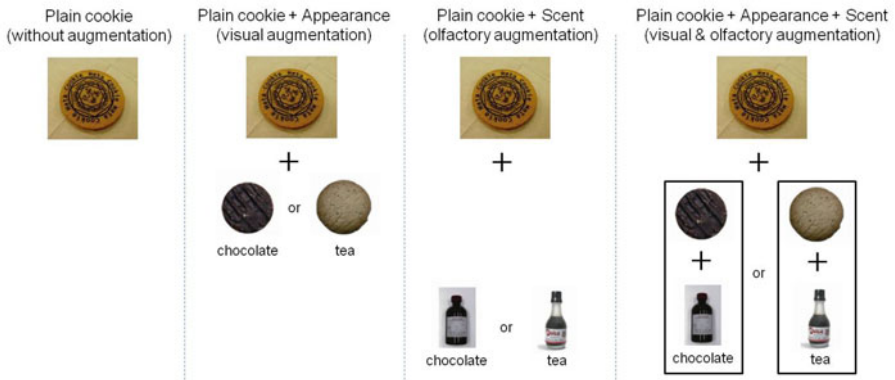 Plain cookie
(without augmentation)
Plain cookie + Appearance
(visual augmentation)
Plain cookie + Scent
(olfactory augmentation)
Plain cookie + Appearance + Scent
(visual & olfactory augmentation)
+
+
+
or
chocolate
tea
or
chocolate
tea
+
chocolate
or
+
tea